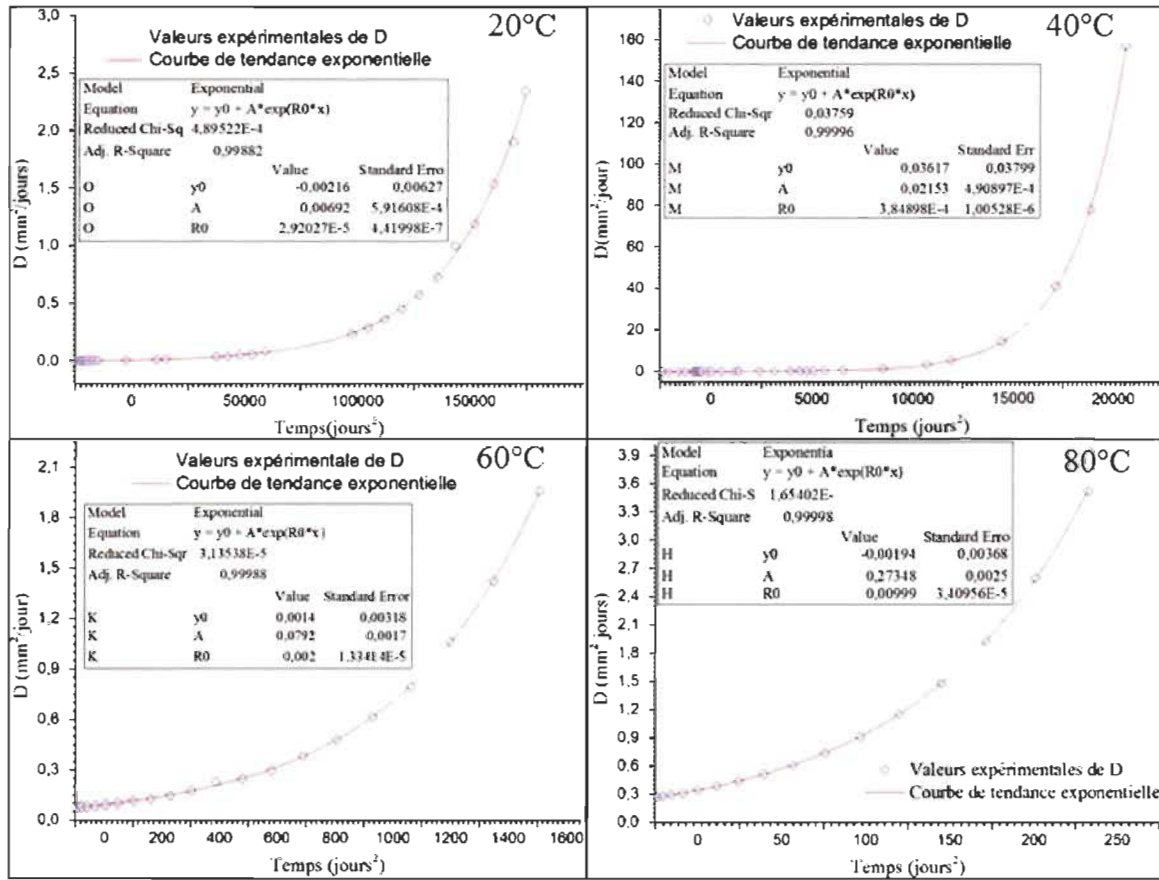 20°C
Valeurs expérimentales de D
Courbe de tendance exponentielle
Model Exponential
Equation y = y0 + A*exp(R0*x)
Reduced Chi-Sq 4,89522E-4
Adj. R-Square 0,99882
Value Standard Erro
O y0 -0,00216 0,00627
O A 0,00692 5,91608E-4
O R0 2,92027E-5 4,41998E-7
3,0
2,5
2,0
1,5
1,0
0,5
0,0
D (mm²/jours)
0 50000 100000 150000
Temps(jours²)
40°C
Valeurs expérimentales de D
Courbe de tendance exponentielle
Model Exponential
Equation y = y0 + A*exp(R0*x)
Reduced Chi-Sqr 0,03759
Adj. R-Square 0,99996
Value Standard Err
M y0 0,03617 0,03799
M A 0,02153 4,90897E-4
M R0 3,84898E-4 1,00528E-6
160
140
120
100
80
60
40
20
0
D(mm²/jour)
0 5000 10000 15000 20000
Temps (jours²)
60°C
Valeurs expérimentale de D
Courbe de tendance exponentielle
Model Exponential
Equation y = y0 + A*exp(R0*x)
Reduced Chi-Sqr 3,13538E-5
Adj. R-Square 0,99988
Value Standard Error
K y0 0,0014 0,00318
K A 0,0792 0,0017
K R0 0,002
2,1
1,8
1,5
1,2
0,9
0,6
0,3
0,0
D (mm²/jour)
0 200 400 600 800 1000 1200 1400 1600
Temps (jours²)
80°C
Model Exponentia
Equation y = y0 + A*exp(R0*x)
Reduced Chi-S 1,65402E-
Adj. R-Square 0,99998
Value Standard Erro
H y0 -0,00194 0,00368
H A 0,27348 0,0025
H R0 0,00999 3,40956E-5
3,9
3,6
3,3
3,0
2,7
2,4
2,1
1,8
1,5
1,2
0,9
0,6
0,3
0,0
D (mm² jours)
Valeurs expérimentales de D
Courbe de tendance exponentielle
0 50 100 150 200 250
Temps (jours²)